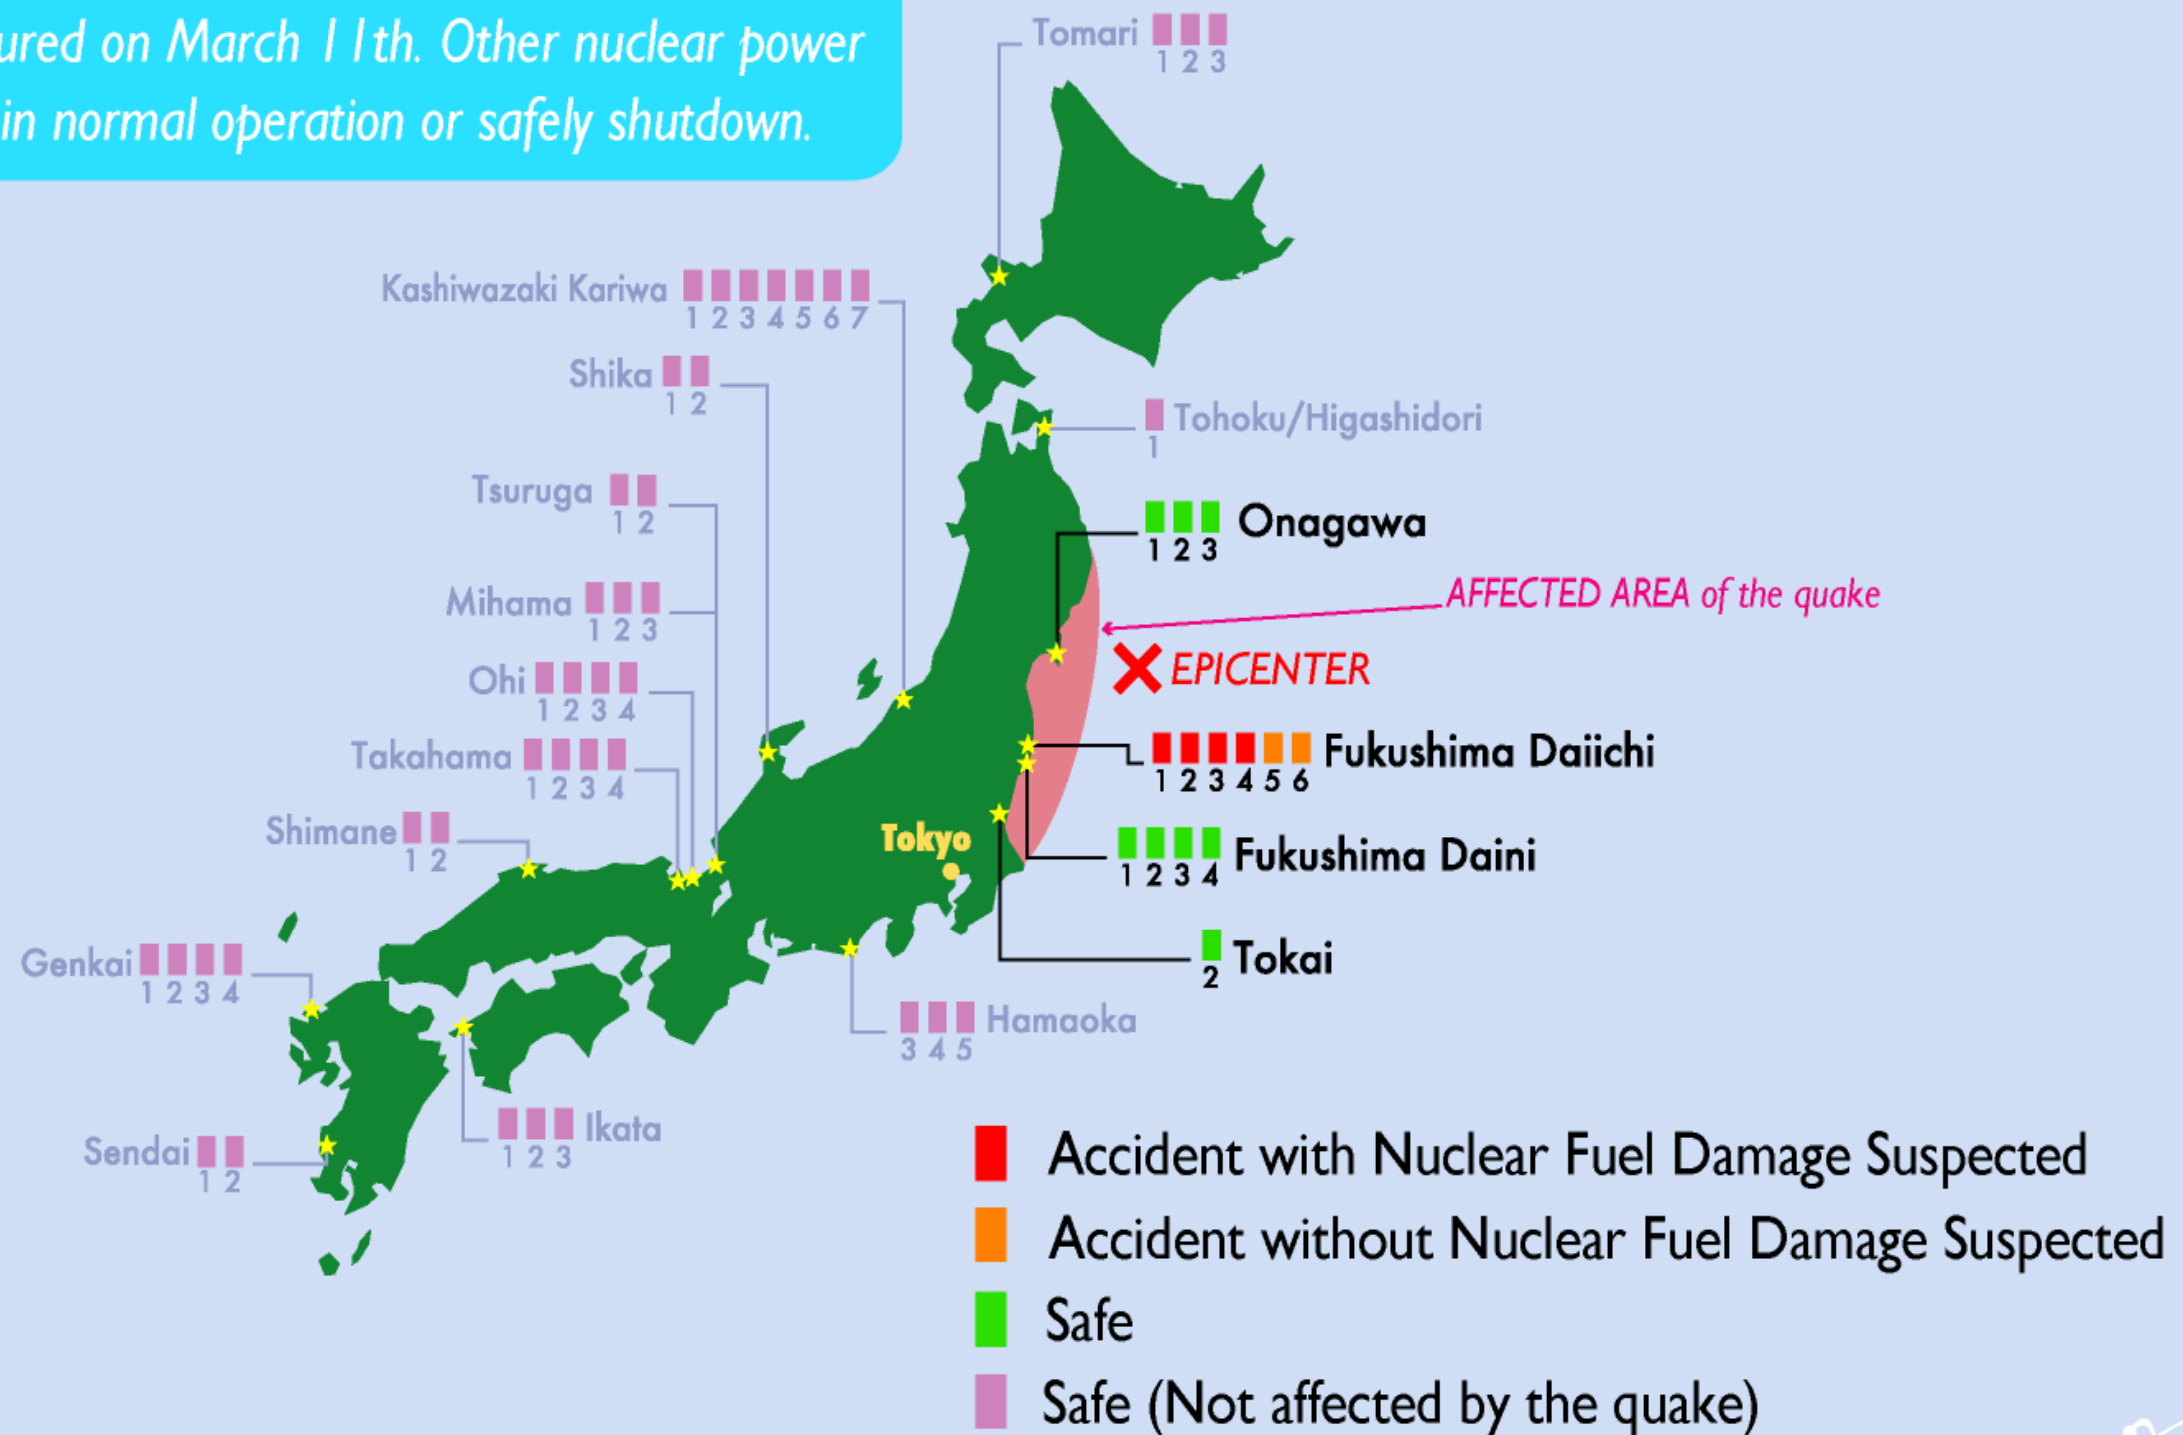 ured on March 11th. Other nuclear power
in normal operation or safely shutdown.
Tomari
1 2 3
Kashiwazaki Kariwa
1 2 3 4 5 6 7
Shika
1 2
Tohoku/Higashidori
1
Tsuruga
1 2
Onagawa
1 2 3
Mihama
1 2 3
AFFECTED AREA of the quake
EPICENTER
Ohi
1 2 3 4
Takahama
1 2 3 4
Fukushima Daiichi
1 2 3 4 5 6
Shimane
1 2
Tokyo
Fukushima Daini
1 2 3 4
Genkai
1 2 3 4
Tokai
2
Hamaoka
3 4 5
Ikata
1 2 3
Sendai
1 2
Accident with Nuclear Fuel Damage Suspected
Accident without Nuclear Fuel Damage Suspected
Safe
Safe (Not affected by the quake)